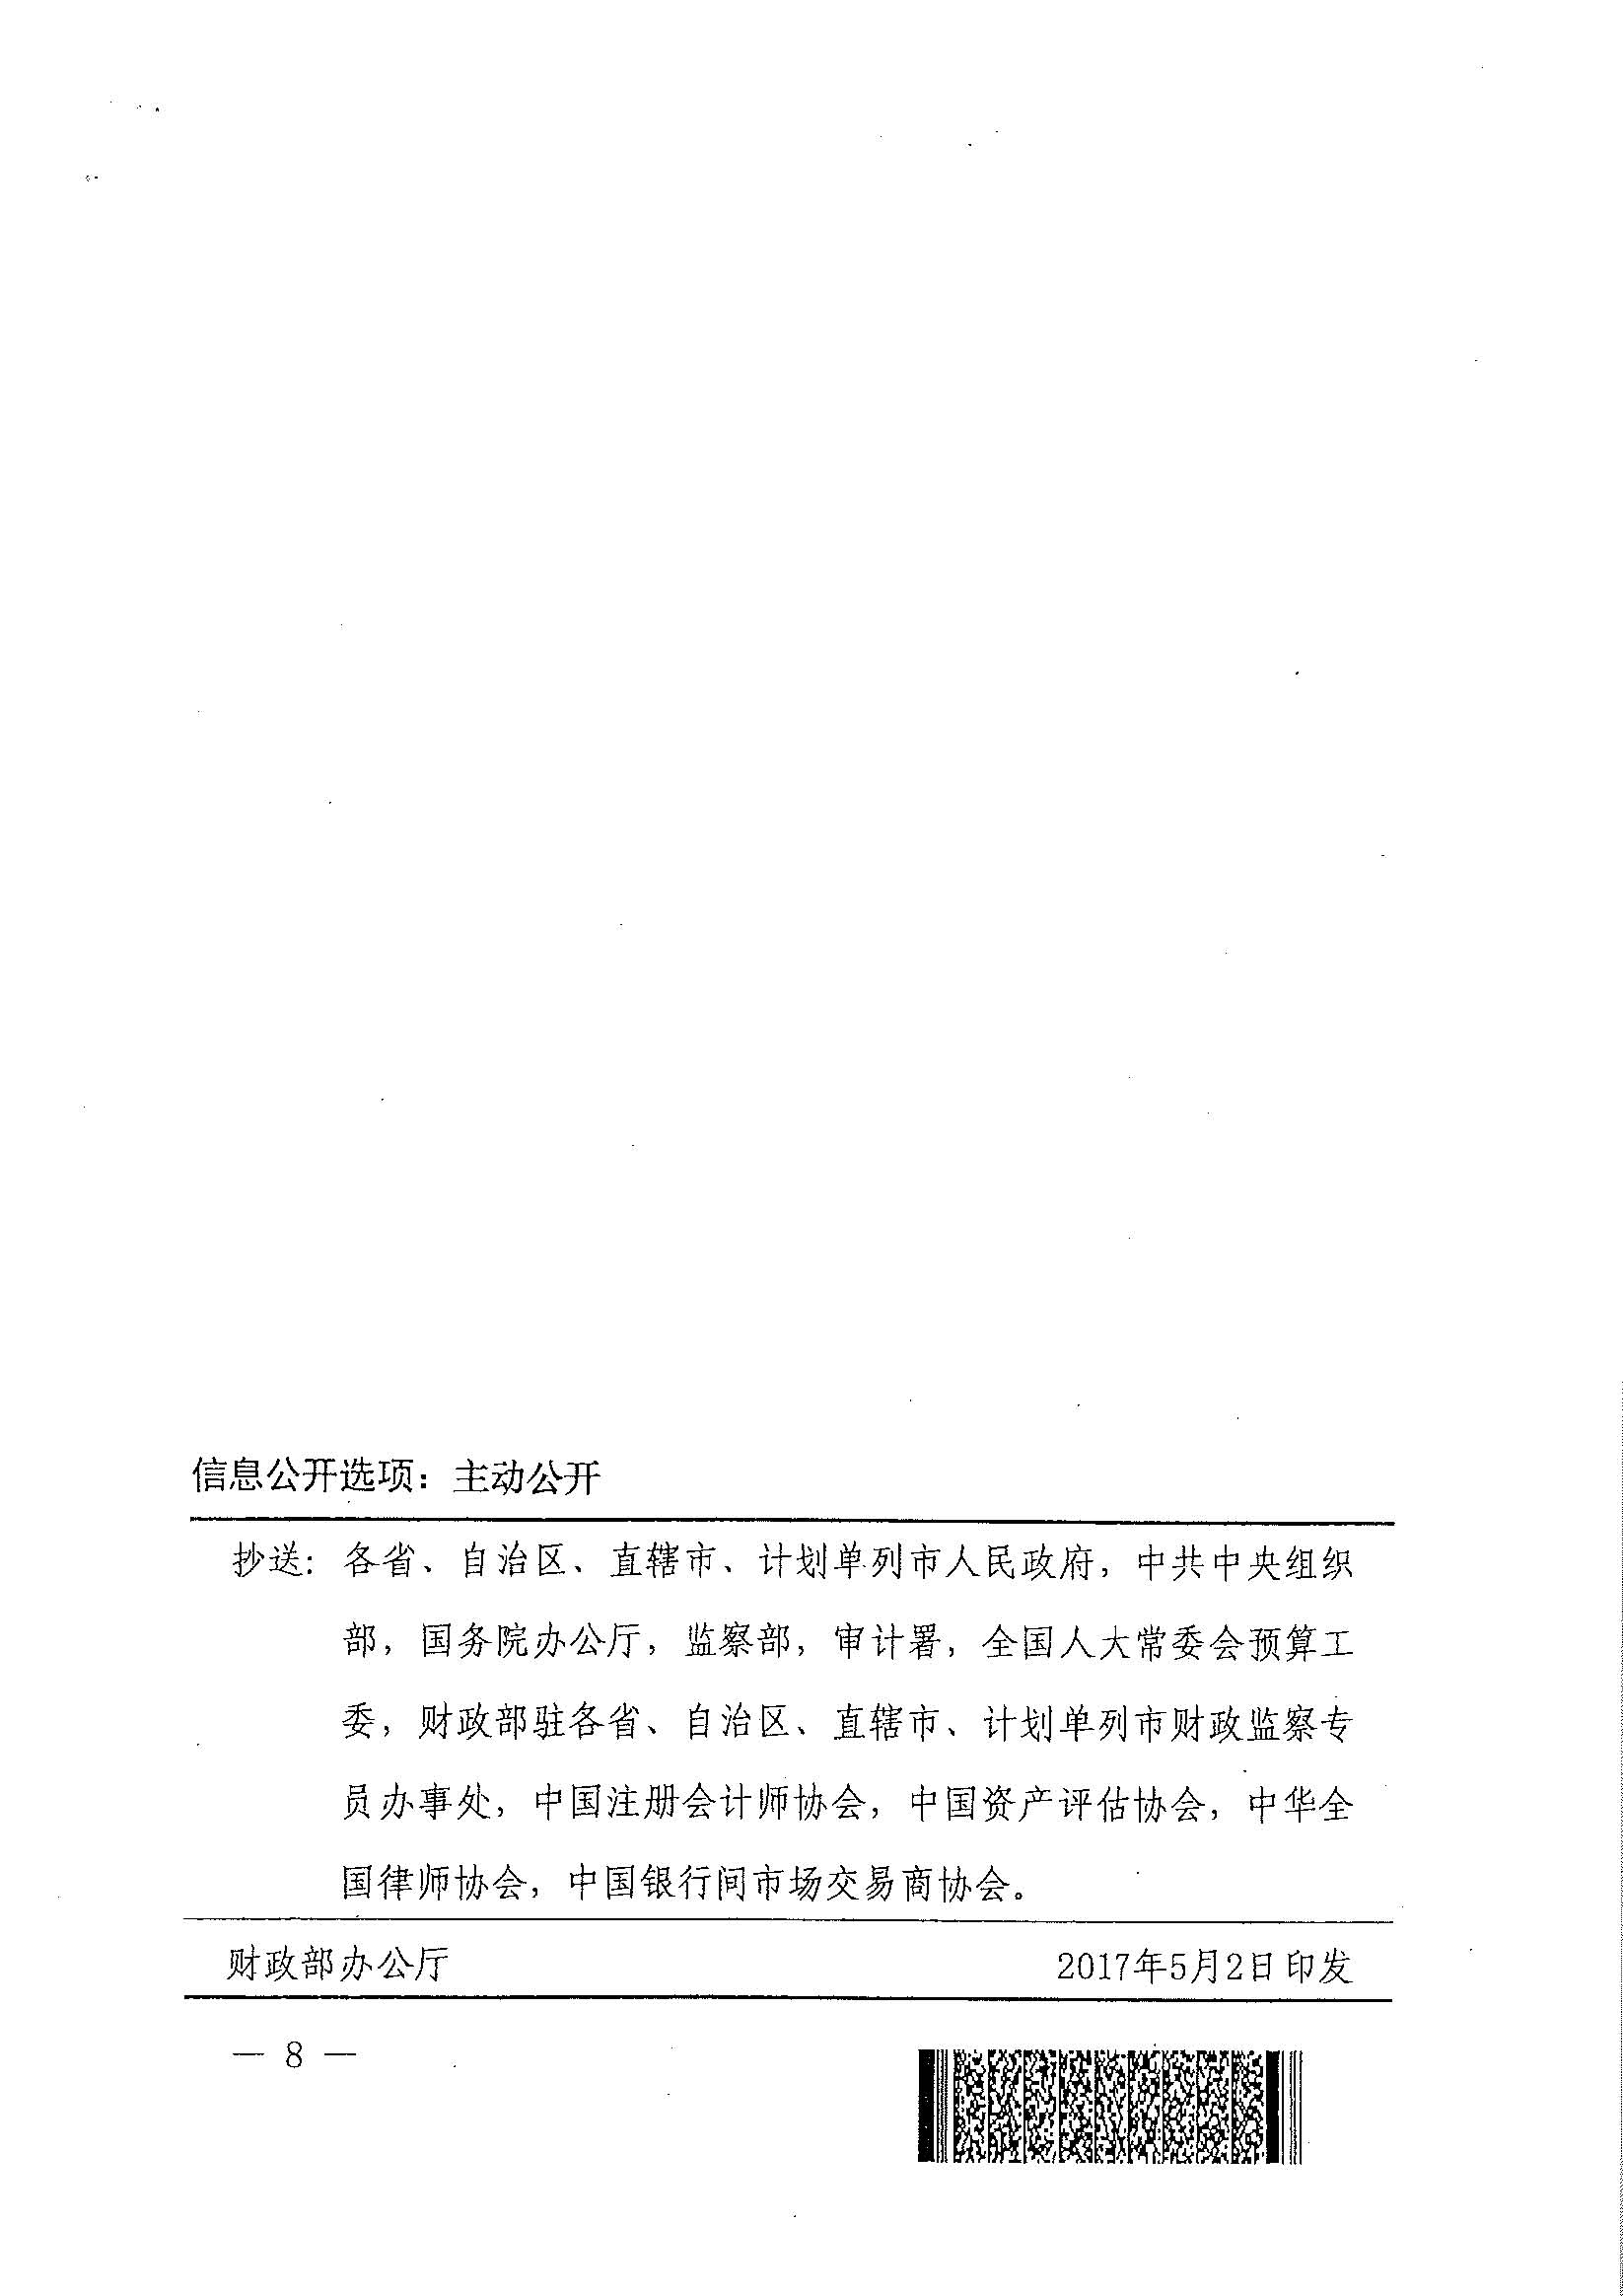 信息公开选项：主动公开
抄送：各省、自治区、直辖市、计划单列市人民政府，中共中央组织
部，国务院办公厅，监察部，审计署，全国人大常委会预算工
委，财政部驻各省、自治区、直辖市、计划单列市财政监察专
员办事处，中国注册会计师协会，中国资产评估协会，中华全
国律师协会，中国银行间市场交易商协会。
财政部办公厅 2017年5月2日印发
— 8 —